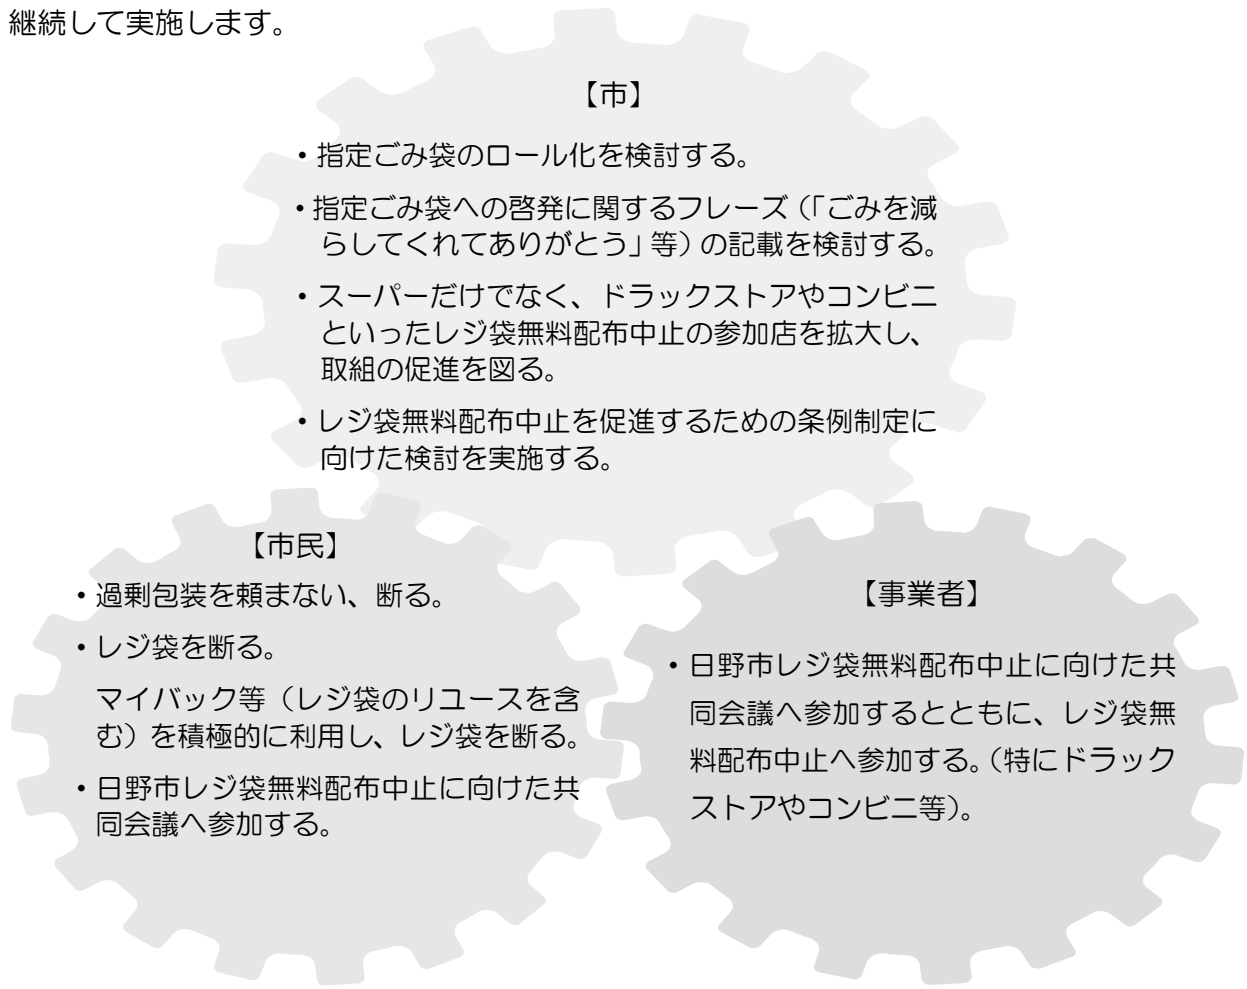 継続して実施します。
【市】
・指定ごみ袋のロール化を検討する。
・指定ごみ袋への啓発に関するフレーズ（「ごみを減
らしてくれてありがとう」等）の記載を検討する。
・スーパーだけでなく、ドラックストアやコンビニ
といったレジ袋無料配布中止の参加店を拡大し、
取組の促進を図る。
・レジ袋無料配布中止を促進するための条例制定に
向けた検討を実施する。
【市民】
・過剰包装を頼まない、断る。
・レジ袋を断る。
マイバック等（レジ袋のリユースを含
む）を積極的に利用し、レジ袋を断る。
・日野市レジ袋無料配布中止に向けた共
同会議へ参加する。
【事業者】
・日野市レジ袋無料配布中止に向けた共
同会議へ参加するとともに、レジ袋無
料配布中止へ参加する。（特にドラック
ストアやコンビニ等）。